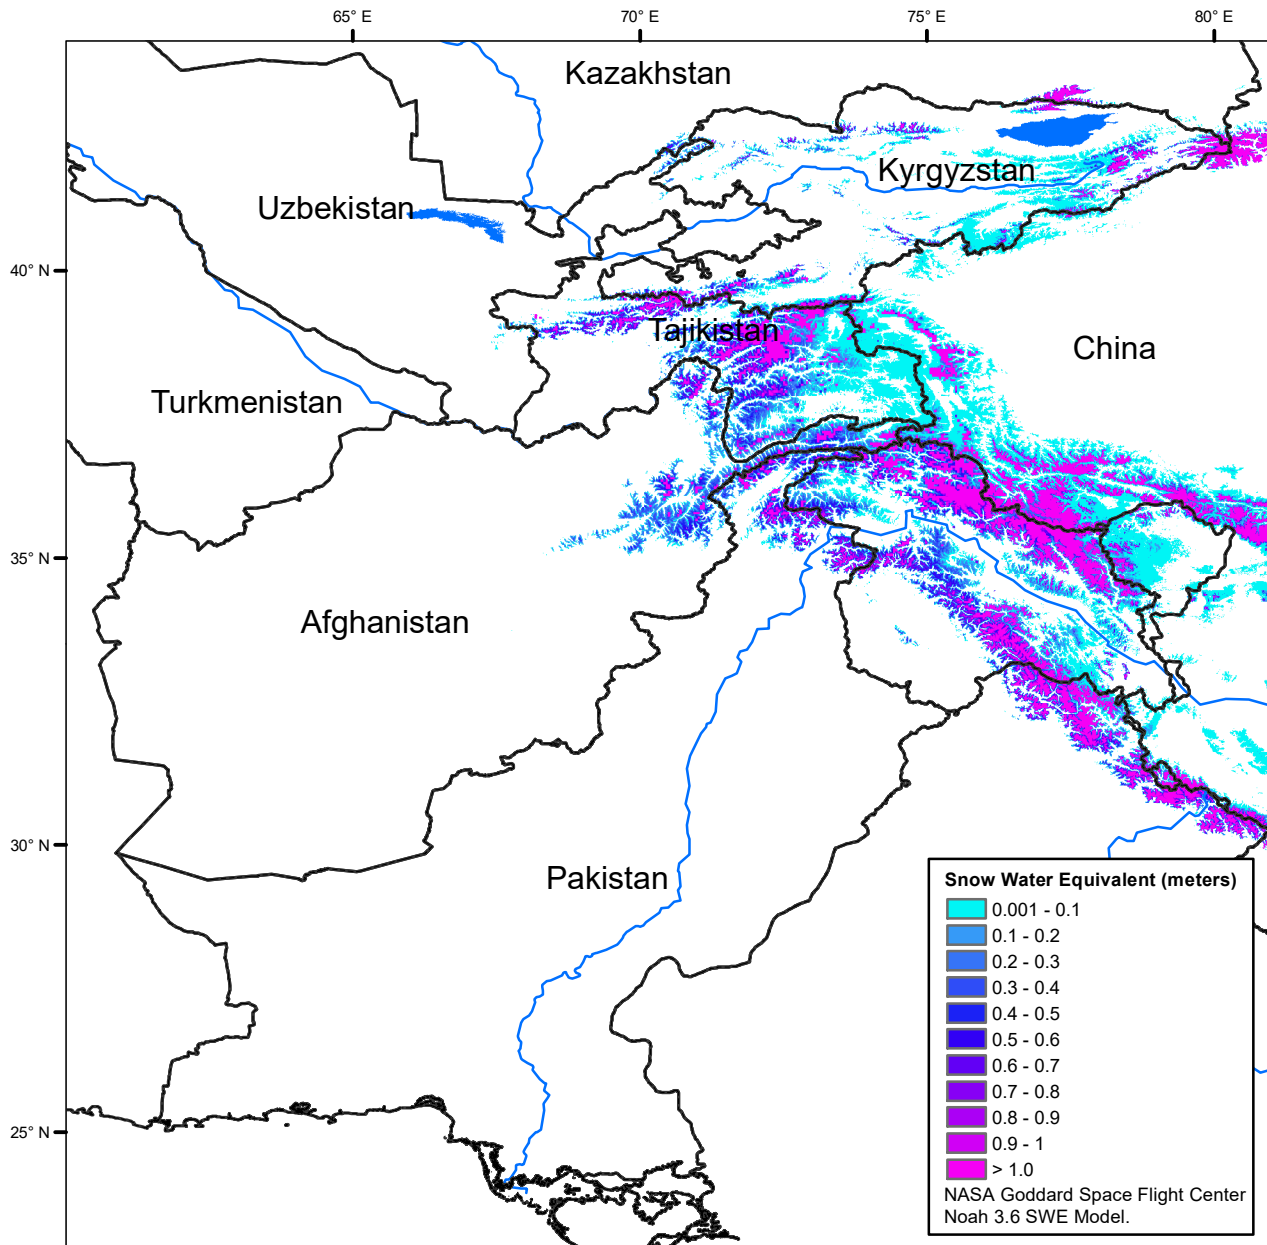 65° E
70° E
75° E
80° E
Kazakhstan
Kyrgyzstan
Uzbekistan
40° N
Tajikistan
China
Turkmenistan
35° N
Afghanistan
30° N
Pakistan
25° N
Snow Water Equivalent (meters)
0.001 - 0.1
0.1 - 0.2
0.2 - 0.3
0.3 - 0.4
0.4 - 0.5
0.5 - 0.6
0.6 - 0.7
0.7 - 0.8
0.8 - 0.9
0.9 - 1
> 1.0
NASA Goddard Space Flight Center
Noah 3.6 SWE Model.